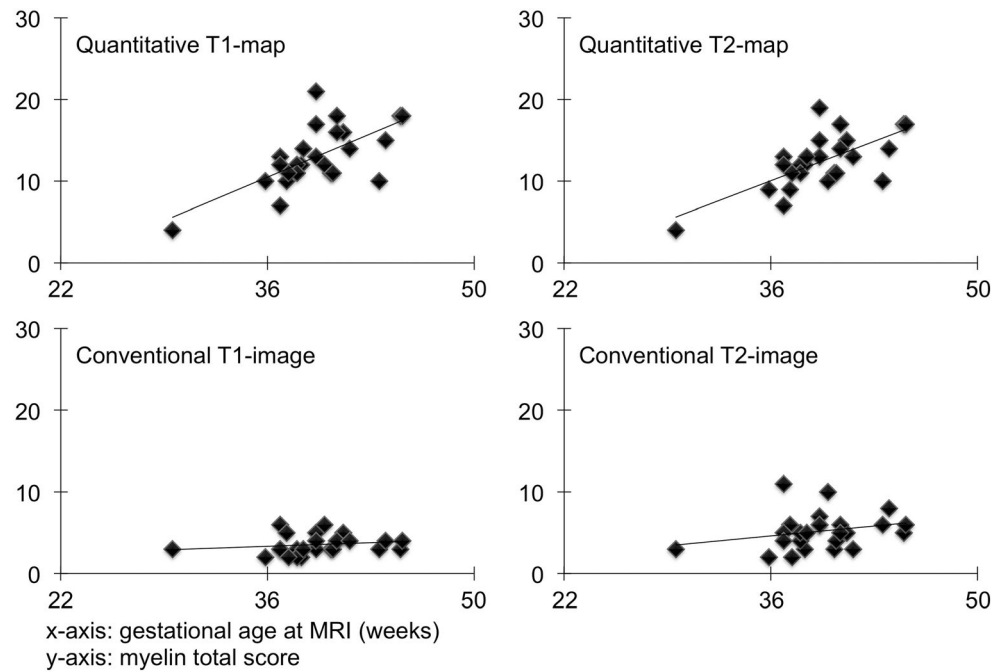 30
Quantitative T1-map
20
10
0
22 36 50
30
Quantitative T2-map
20
10
0
22 36 50
30
Conventional T1-image
20
10
0
22 36 50
30
Conventional T2-image
20
10
0
22 36 50
x-axis: gestational age at MRI (weeks)
y-axis: myelin total score